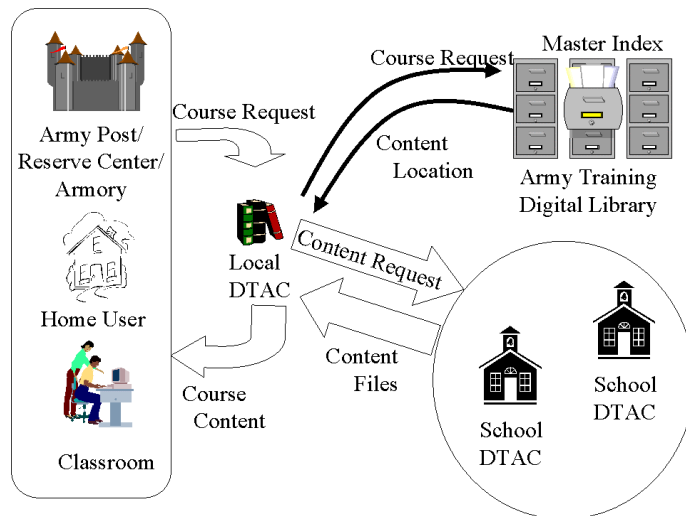 Army Post/
Reserve Center/
Armory
Home User
Classroom
Course Request
Local
DTAC
Course
Content
Course Request
Content
Location
Master Index
Army Training
Digital Library
Content Request
Content
Files
School
DTAC
School
DTAC